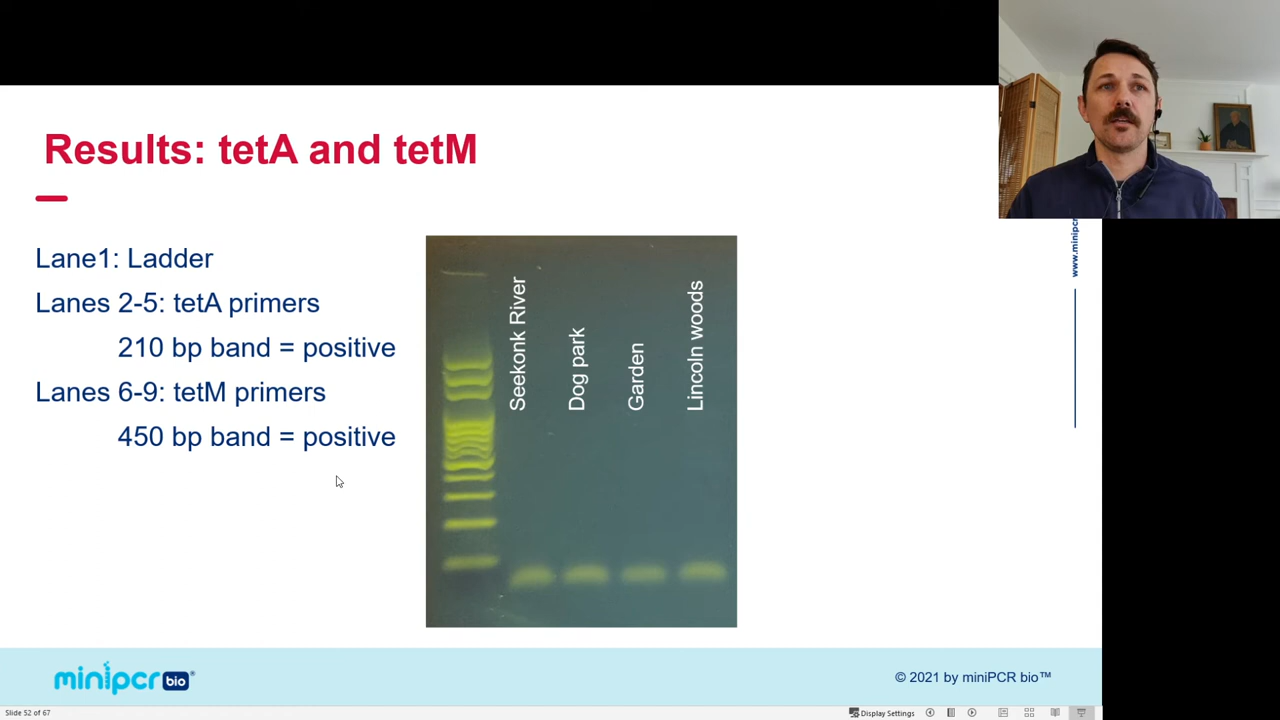 Results: tetA and tetM
Lane1: Ladder
Lanes 2-5: tetA primers
210 bp band = positive
Lanes 6-9: tetM primers
450 bp band = positive
Seekonk River
Dog park
Garden
Lincoln woods
www.minipc
minipcr bio®
© 2021 by miniPCR bio™
Slide 52 of 67
Display Settings